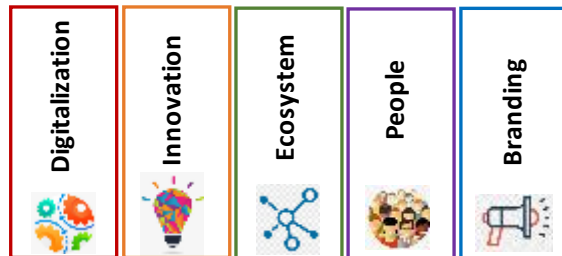 Digitalization
Innovation
Ecosystem
People
Branding